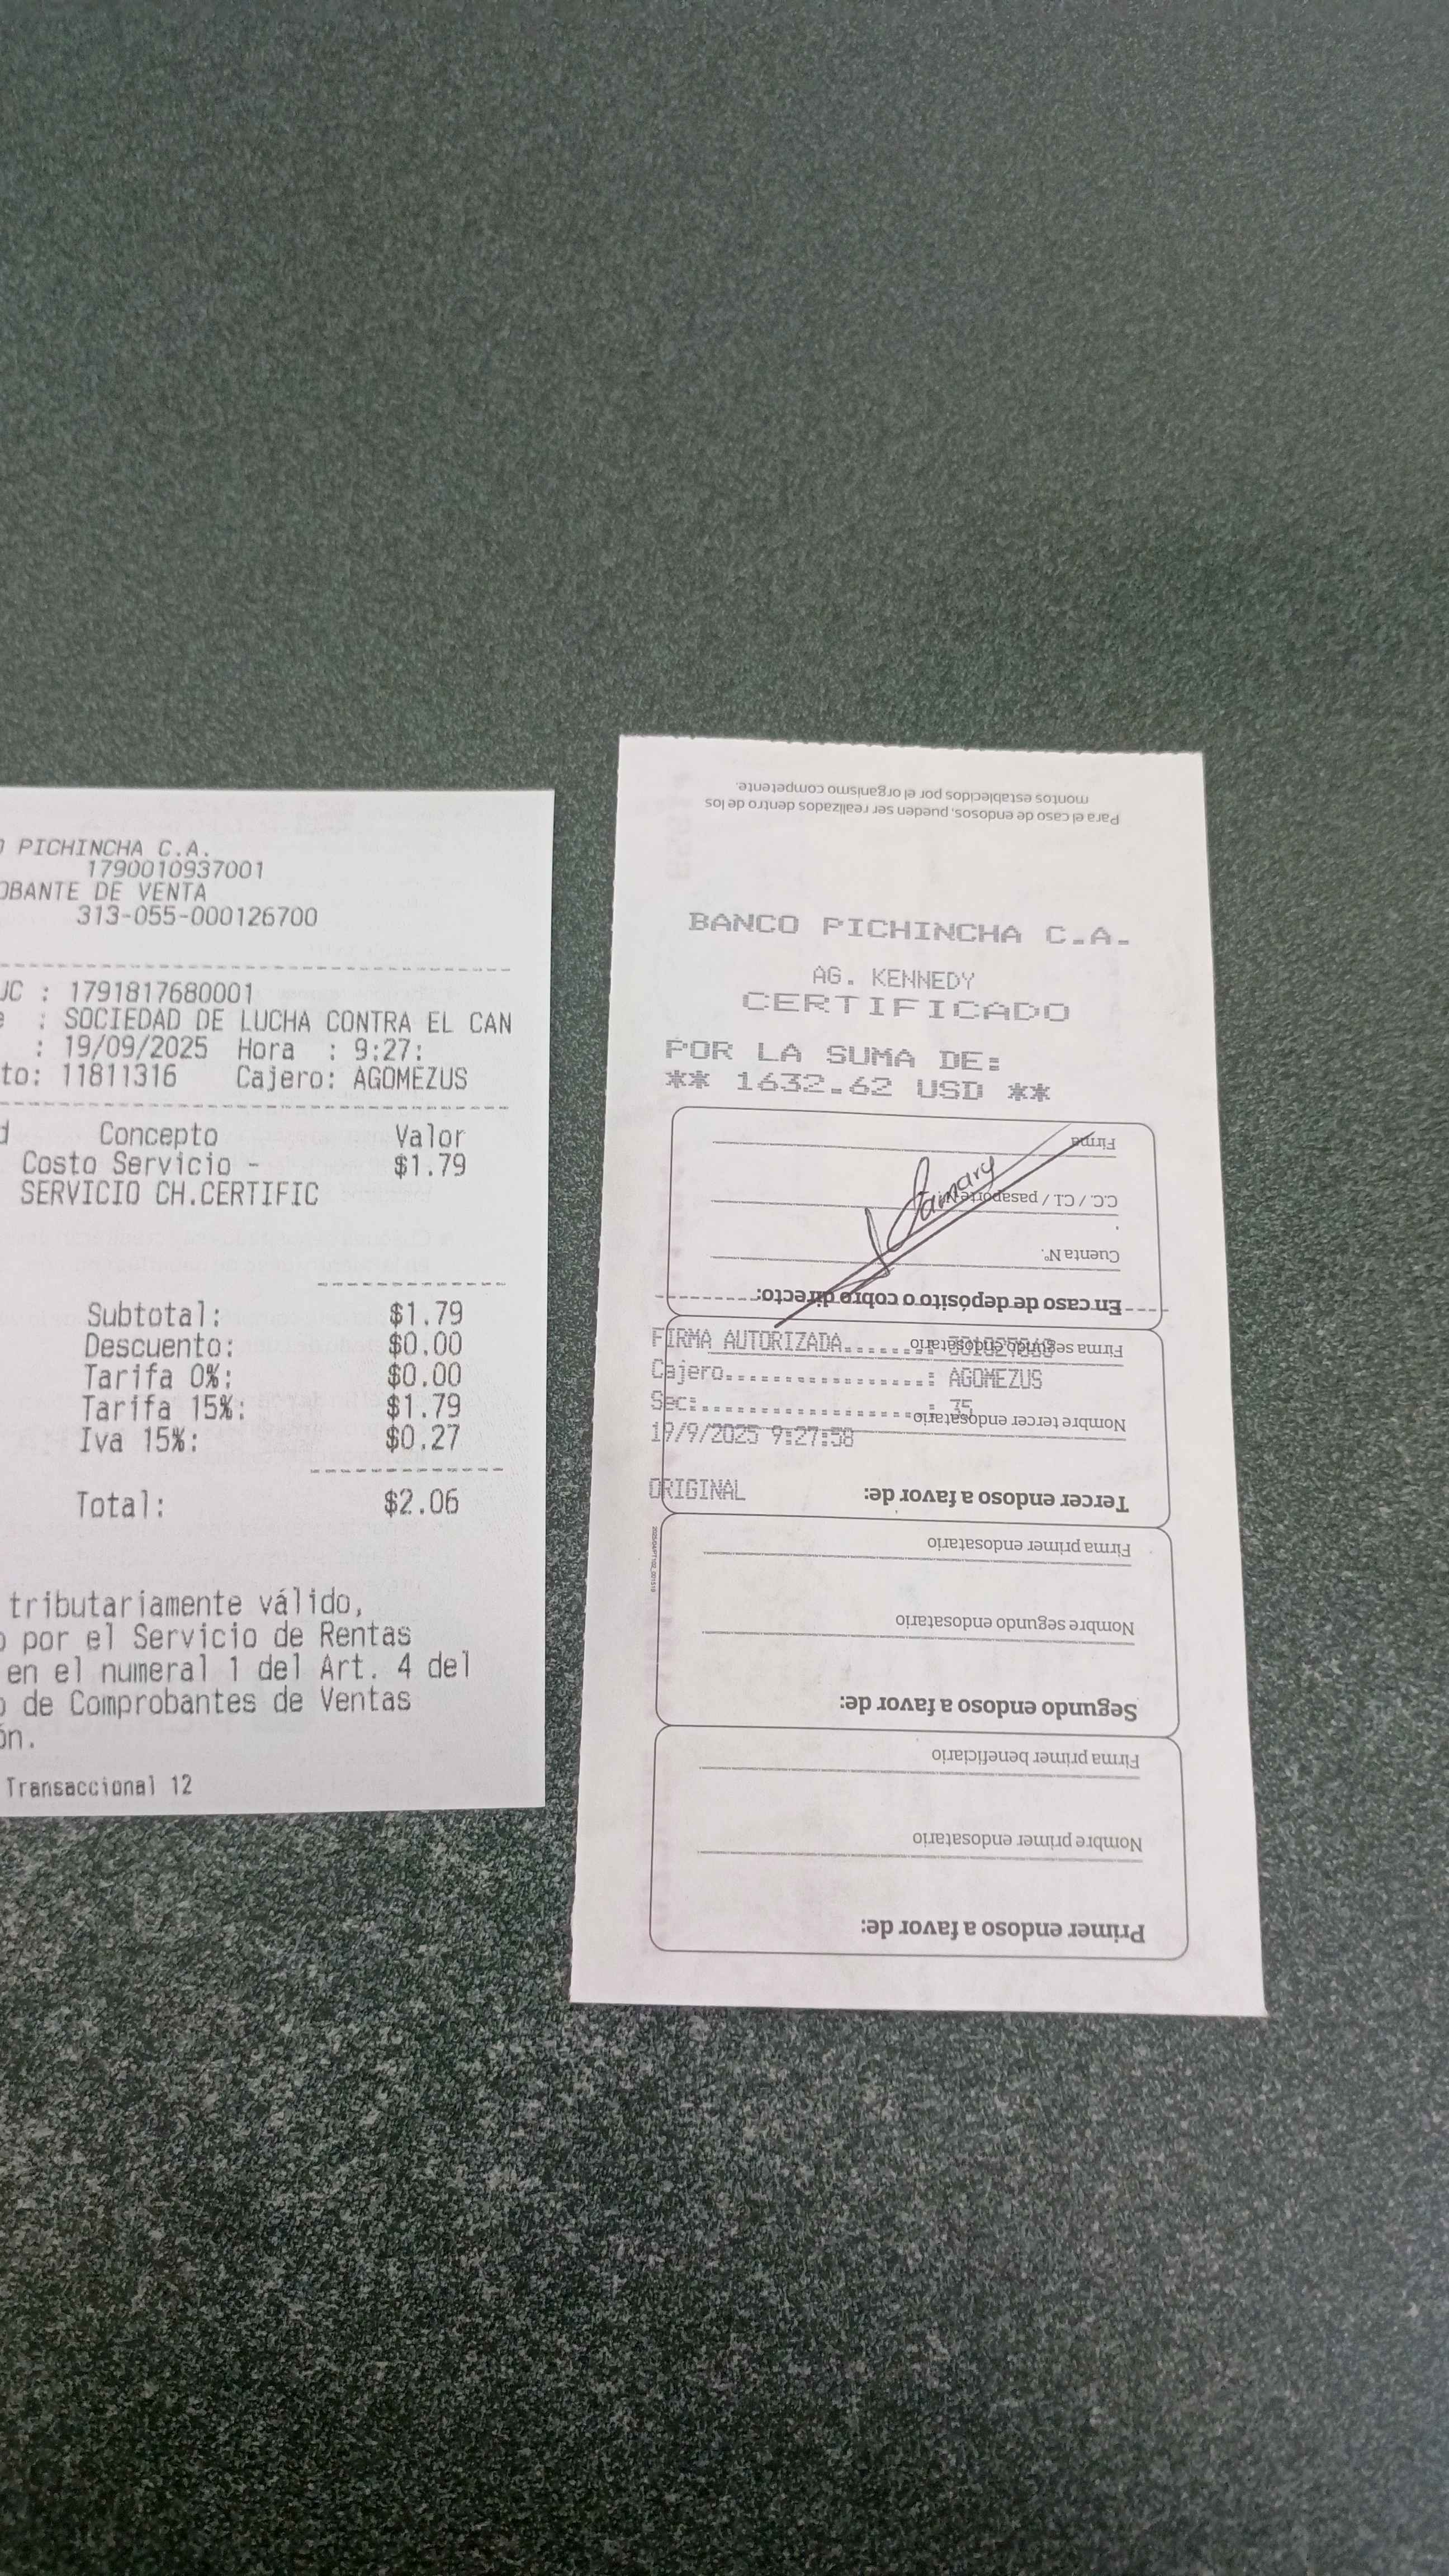 PICHINCHA C.A.
1790010937001
OBANTE DE VENTA
313-055-000126700
UC : 1791817680001
e : SOCIEDAD DE LUCHA CONTRA EL CAN
: 19/09/2025 Hora : 9:27:
to: 11811316 Cajero: AGOMEZUS
d Concepto Valor
Costo Servicio - $1.79
SERVICIO CH.CERTIFIC
Subtotal: $1.79
Descuento: $0.00
Tarifa 0%: $0.00
Tarifa 15%: $1.79
Iva 15%: $0.27
Total: $2.06
tributariamente válido,
o por el Servicio de Rentas
en el numeral 1 del Art. 4 del
o de Comprobantes de Ventas
ón.
Transaccional 12
BANCO PICHINCHA C.A.
AG. KENNEDY
CERTIFICADO
POR LA SUMA DE:
** 1632.62 USD **
FIRMA AUTORIZADA.......:
Cajero.................: AGOMEZUS
Sec:...................: 35
19/9/2025 9:27:58
ORIGINAL
Primer endoso a favor de:
Nombre primer endosatario
Firma primer beneficiario
Segundo endoso a favor de:
Nombre segundo endosatario
Firma primer endosatario
Tercer endoso a favor de:
Nombre tercer endosatario
Firma segundo endosatario
En caso de depósito o cobro directo:
Cuenta N°.
C.C. / C.I. / pasaporte N°.
Firma
Para el caso de endosos, pueden ser realizados dentro de los
montos establecidos por el organismo competente.